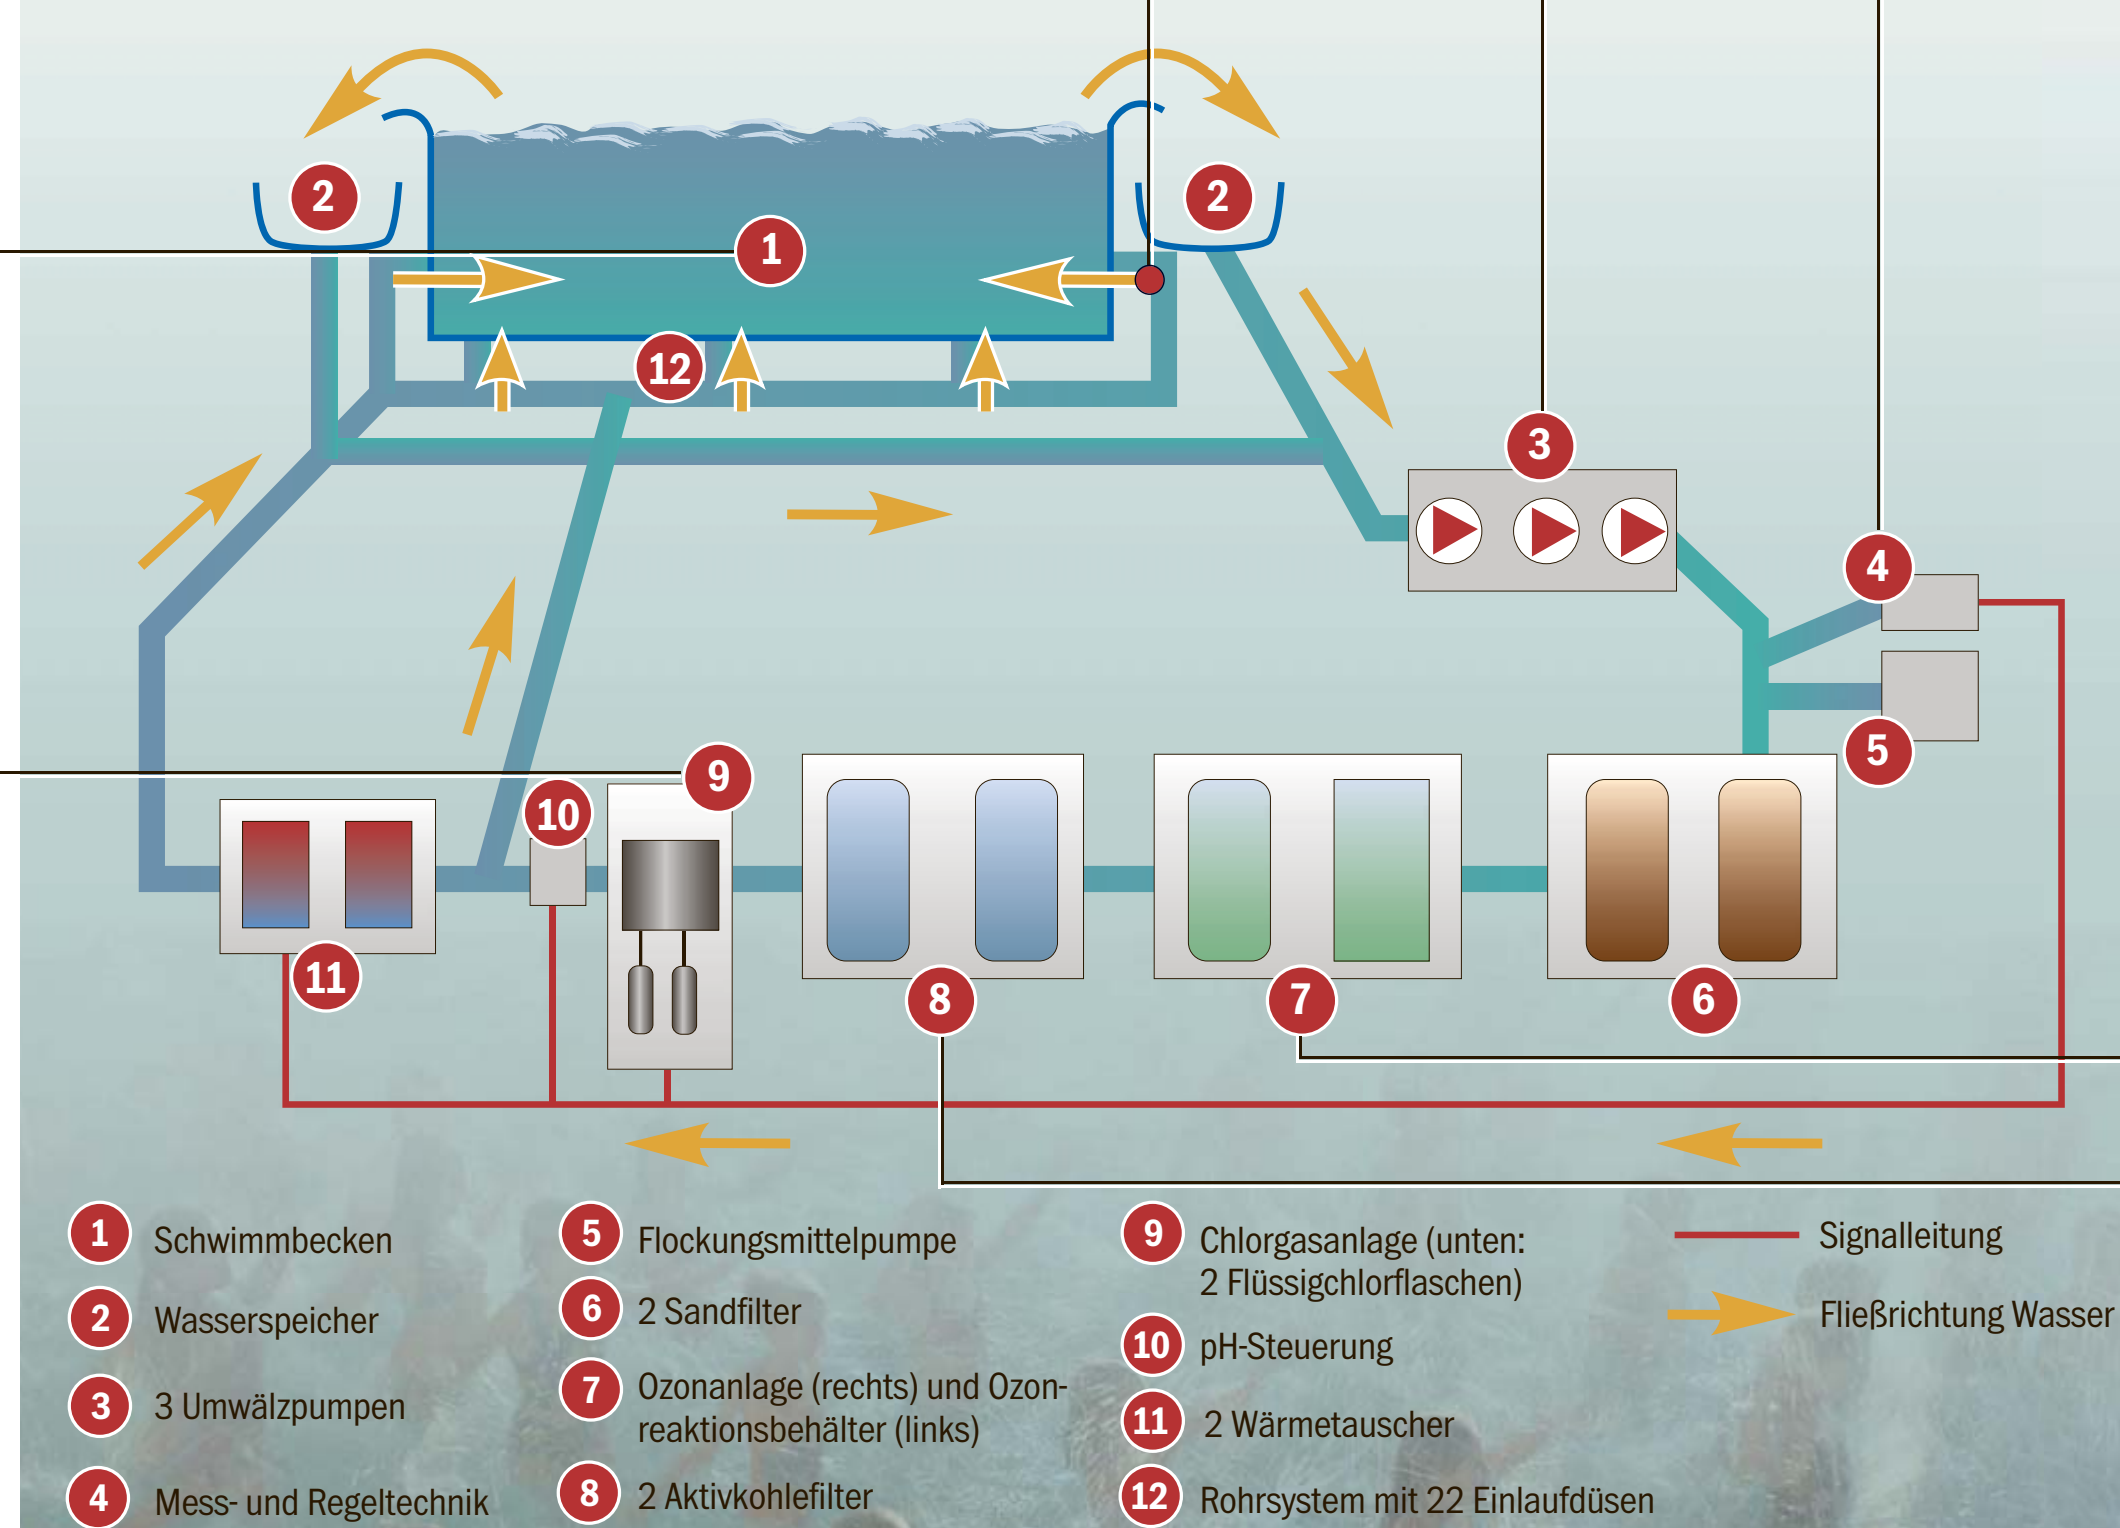 2
2
1
12
3
4
5
9
10
11
8
7
6
1 Schwimmbecken
2 Wasserspeicher
3 3 Umwälzpumpen
4 Mess- und Regeltechnik
5 Flockungsmittelpumpe
6 2 Sandfilter
7 Ozonanlage (rechts) und Ozon-
reaktionsbehälter (links)
8 2 Aktivkohlefilter
9 Chlorgasanlage (unten:
2 Flüssigchlorflaschen)
10 pH-Steuerung
11 2 Wärmetauscher
12 Rohrsystem mit 22 Einlaufdüsen
Signalleitung
Fließrichtung Wasser